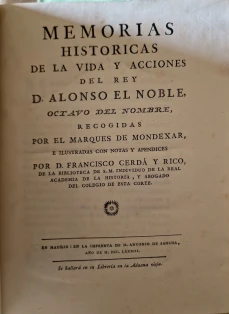 MEMORIAS
HISTORICAS
DE LA VIDA Y ACCIONES
DEL REY
D. ALONSO EL NOBLE,
OCTAVO DEL NOMBRE,
RECOGIDAS
POR EL MARQUES DE MONDEXAR,
E ILUSTRADAS CON NOTAS Y APENDICES
POR D. FRANCISCO CERDÁ Y RICO,
DE LA BIBLIOTECA DE S. M. INDIVIDUO DE LA REAL
ACADEMIA DE LA HISTORIA, Y ABOGADO
DEL COLEGIO DE ESTA CORTE.
EN MADRID: EN LA IMPRENTA DE D. ANTONIO DE SANCHA,
AÑO DE M. DCC. LXXXIII.
Se hallará en su Librería en la Aduana vieja.